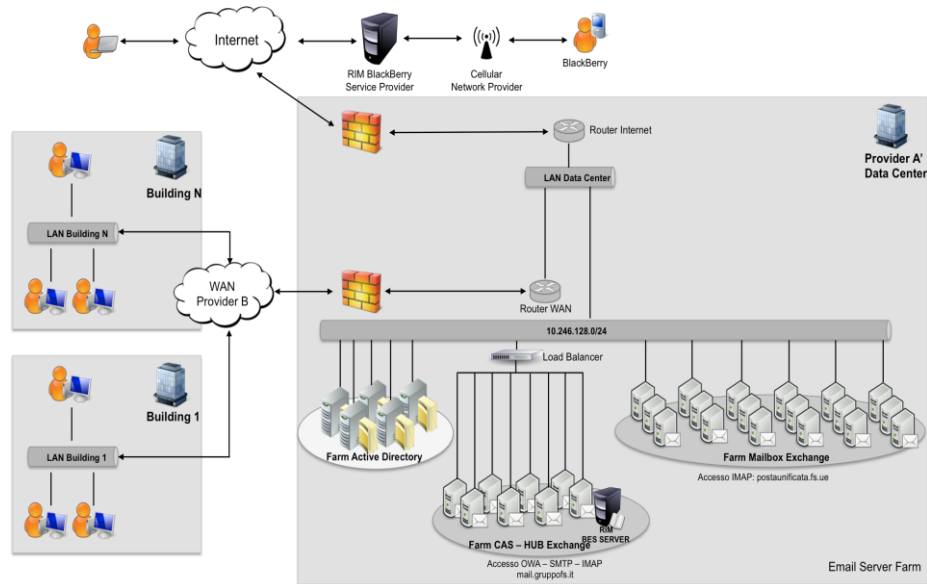 Internet
RIM BlackBerry
Service Provider
Cellular
Network Provider
BlackBerry
Router Internet
Provider A'
Data Center
LAN Data Center
Building N
LAN Building N
WAN
Provider B
Router WAN
10.246.128.0/24
Load Balancer
Building 1
LAN Building 1
Farm Active Directory
Farm Mailbox Exchange
Accesso IMAP: postaunificata.fs.ue
RIM
BES SERVER
Farm CAS – HUB Exchange
Accesso OWA – SMTP – IMAP
mail.gruppofs.it
Email Server Farm